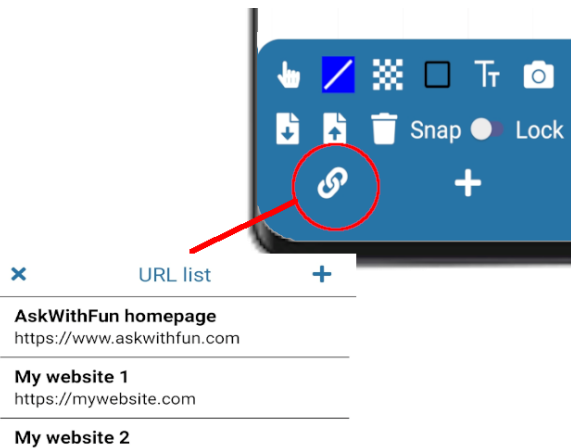 Tт
Snap Lock
URL list
AskWithFun homepage
https://www.askwithfun.com
My website 1
https://mywebsite.com
My website 2